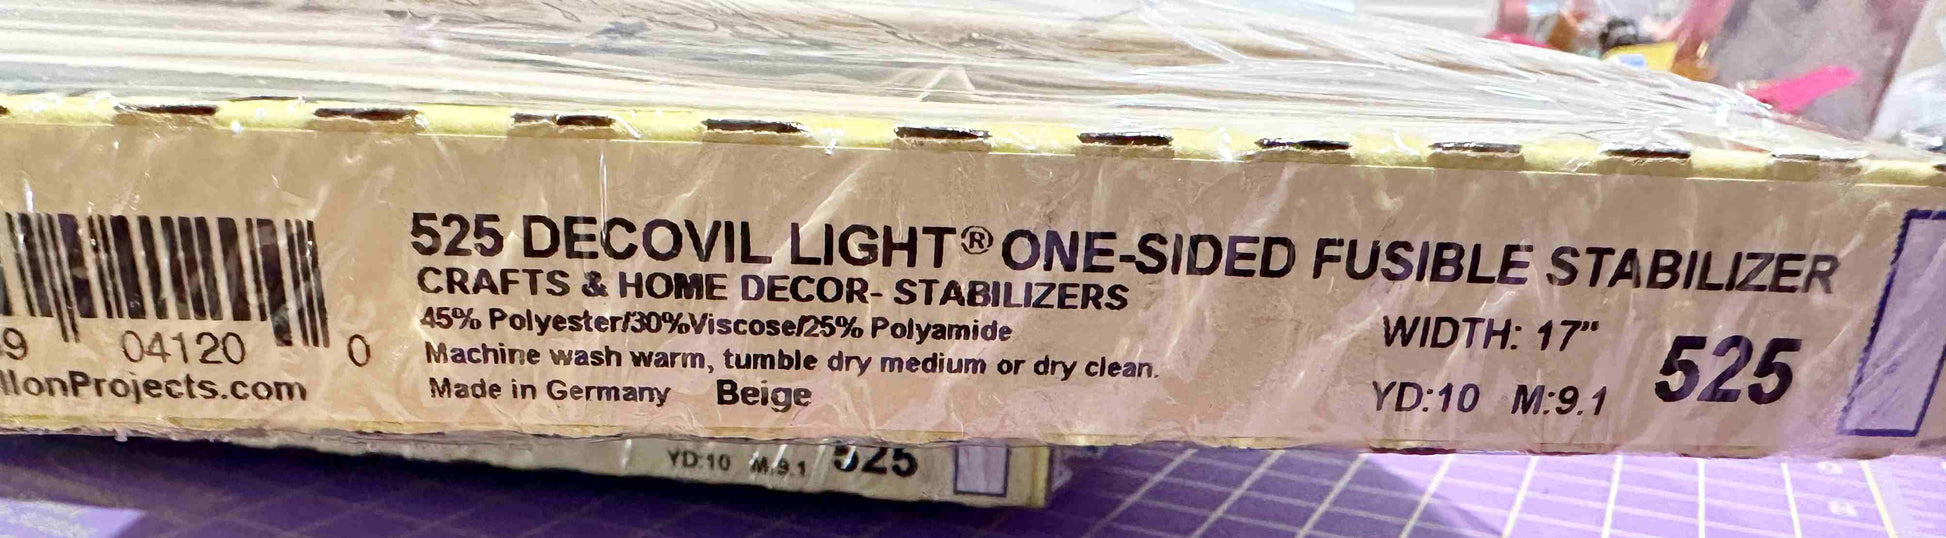 525 DECOVIL LIGHT® ONE-SIDED FUSIBLE STABILIZER
CRAFTS & HOME DECOR- STABILIZERS
45% Polyester/30%Viscose/25% Polyamide
Machine wash warm, tumble dry medium or dry clean.
Made in Germany Beige
WIDTH: 17"
YD:10 M:9.1
525
9 04120 0
llonProjects.com
YD:10 M:9.1 525